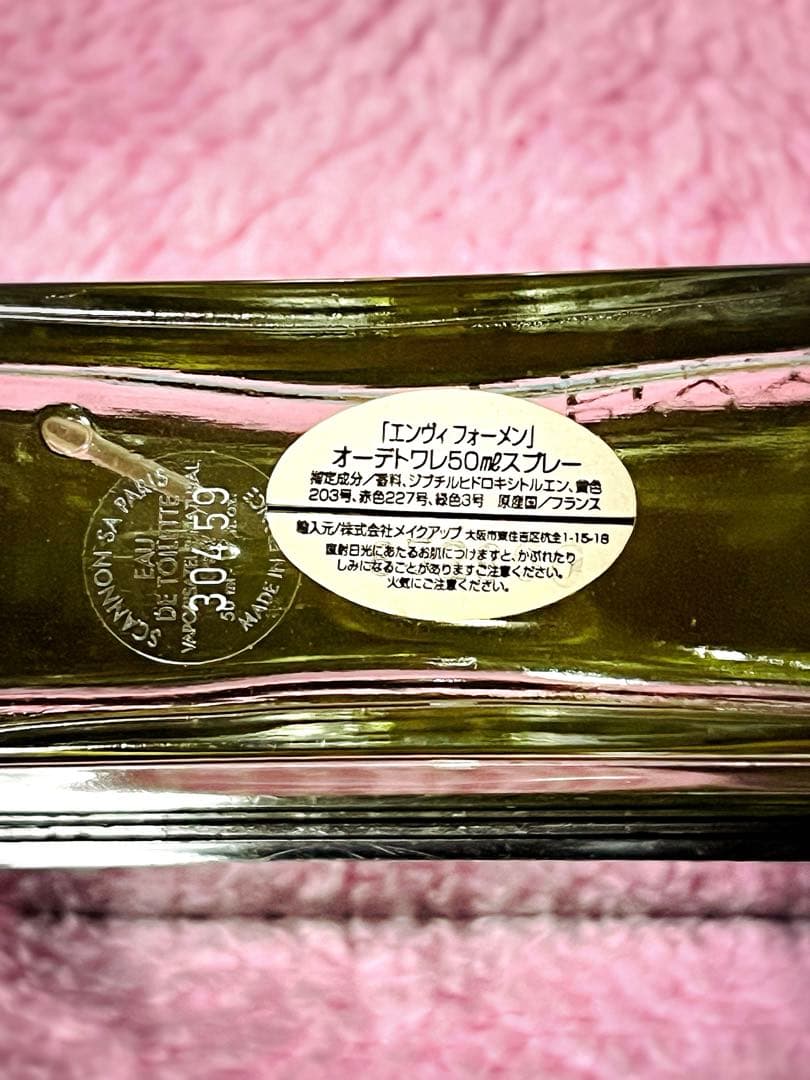 「エンヴィ フォーメン」
オーデトワレ50㎖スプレー
指定成分／香料、ジブチルヒドロキシトルエン、黄色
203号、赤色227号、緑色3号 原産国／フランス
輸入元／株式会社メイクアップ 大阪市東住吉区杭全1-15-18
直射日光にあたるお肌につけますと、かぶれたり
しみになることがありますご注意ください。
火気にご注意ください。
SCANNON SA PARIS
EAU
DE TOILETTE
304 59
MADE IN